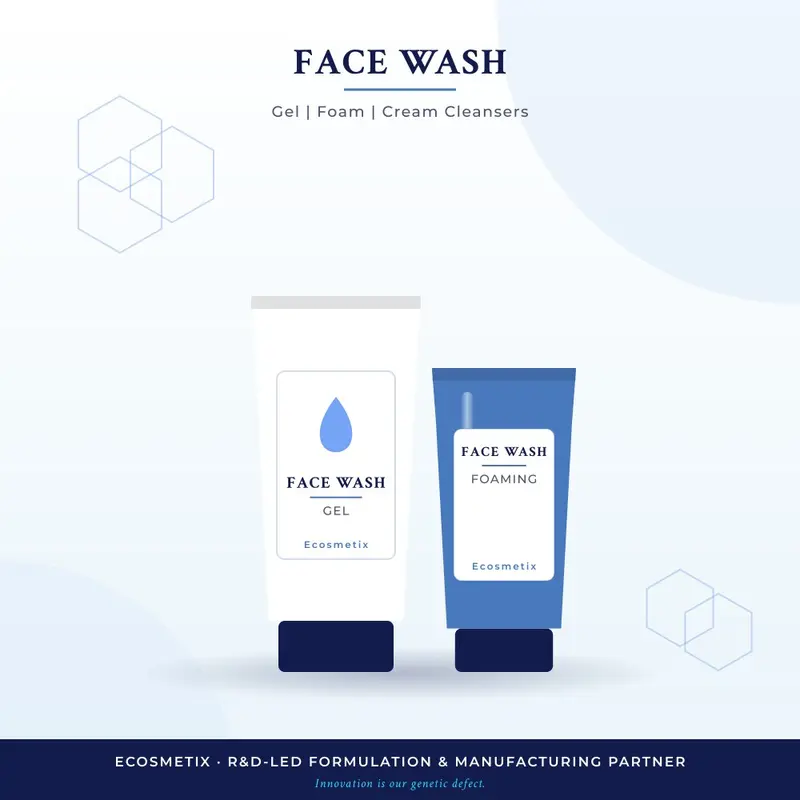 FACE WASH
Gel | Foam | Cream Cleansers
FACE WASH
GEL
Ecosmetix
FACE WASH
FOAMING
Ecosmetix
ECOSMETIX · R&D-LED FORMULATION & MANUFACTURING PARTNER
Innovation is our genetic defect.